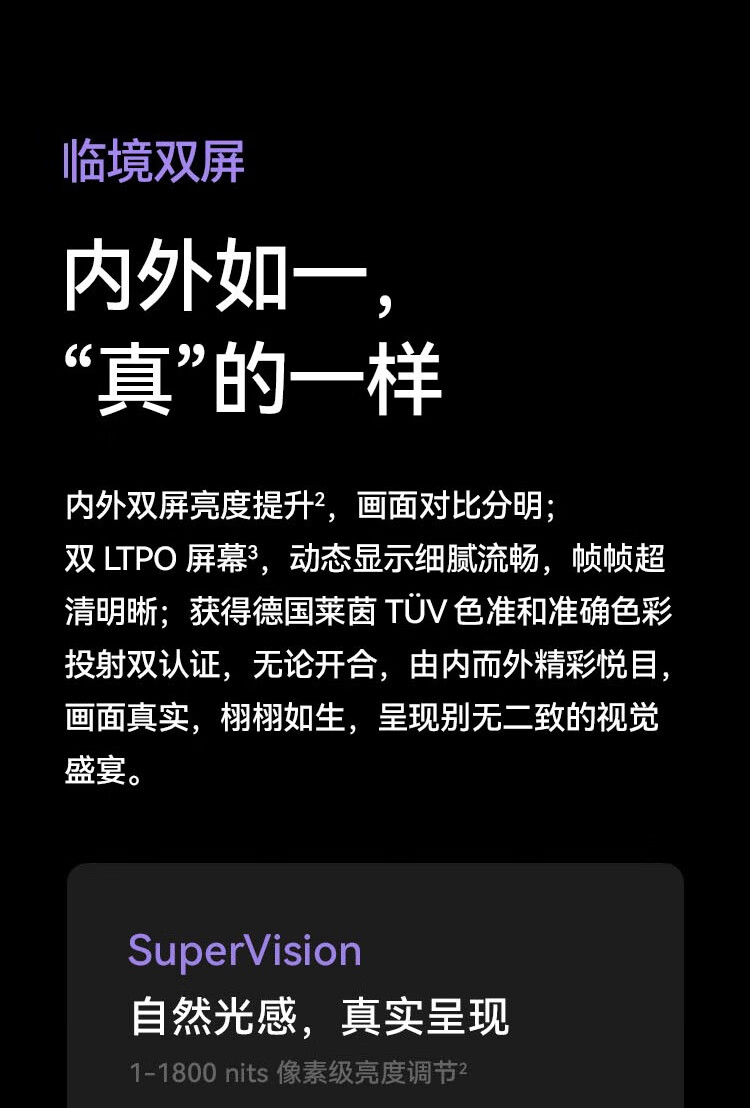 临境双屏
内外如一，
“真”的一样
内外双屏亮度提升²，画面对比分明；
双 LTPO 屏幕³，动态显示细腻流畅，帧帧超
清明晰；获得德国莱茵 TÜV 色准和准确色彩
投射双认证，无论开合，由内而外精彩悦目，
画面真实，栩栩如生，呈现别无二致的视觉
盛宴。
SuperVision
自然光感，真实呈现
1-1800 nits 像素级亮度调节²